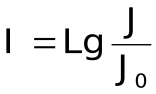 I = Lg J / J₀